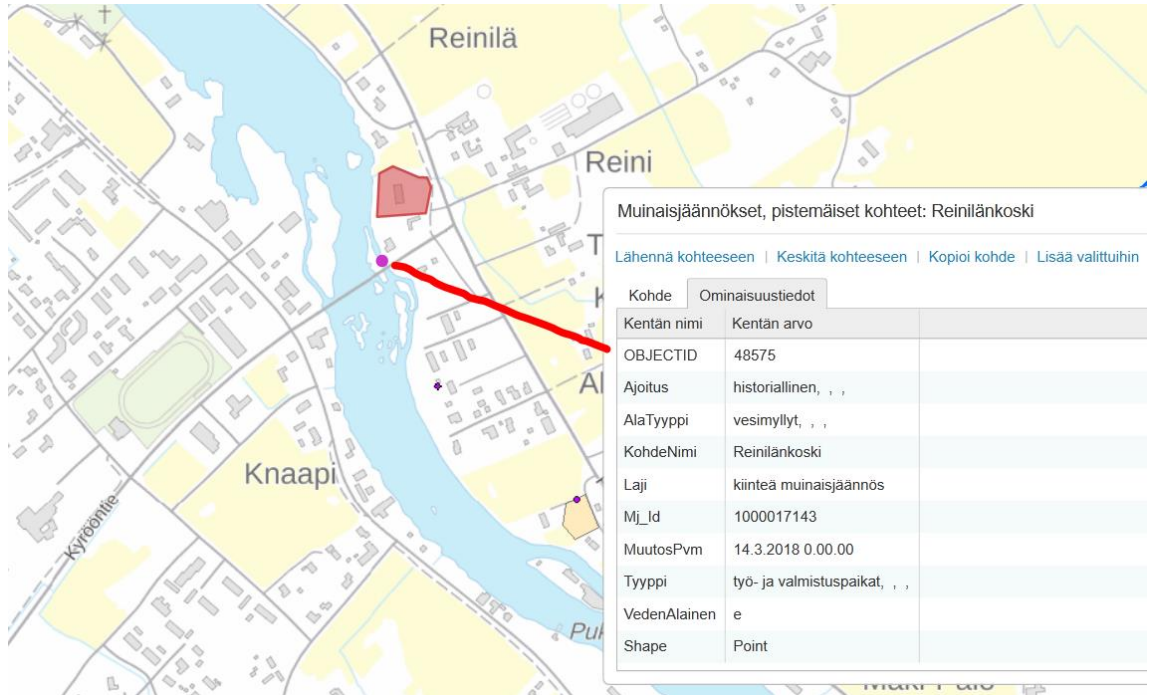 Reinilä
Reini
Knaapi
Kyrööntie
Muinaisjäännökset, pistemäiset kohteet: Reinilänkoski
Lähennä kohteeseen | Keskitä kohteeseen | Kopioi kohde | Lisää valittuihin
Kohde Ominaisuustiedot
Kentän nimi Kentän arvo
OBJECTID 48575
Ajoitus historiallinen, , ,
AlaTyyppi vesimyllyt, , ,
KohdeNimi Reinilänkoski
Laji kiinteä muinaisjäännös
Mj_Id 1000017143
MuutosPvm 14.3.2018 0.00.00
Tyyppi työ- ja valmistuspaikat, , ,
VedenAlainen e
Shape Point